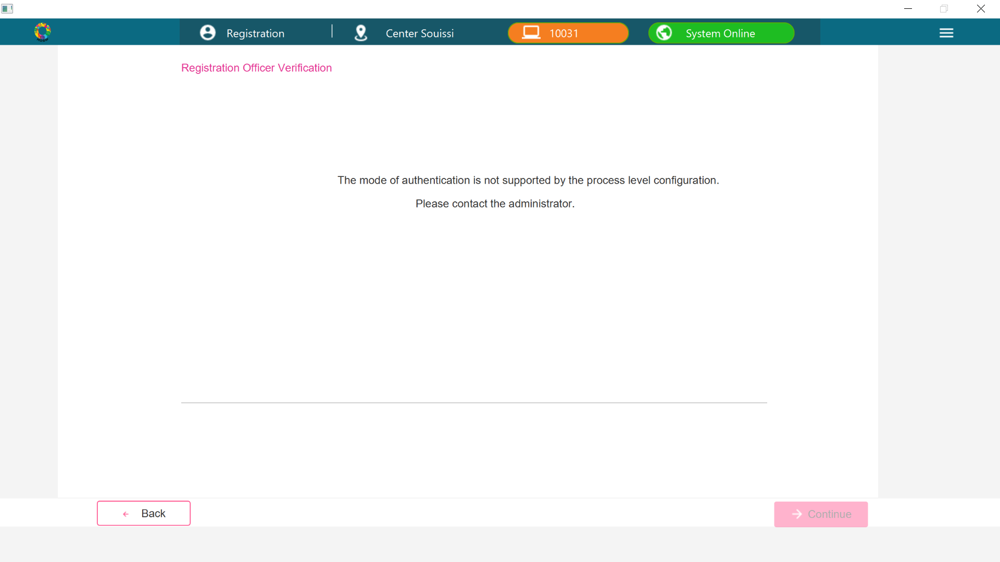 Registration
Center Souissi
10031
System Online
Registration Officer Verification
The mode of authentication is not supported by the process level configuration.
Please contact the administrator.
Back
Continue